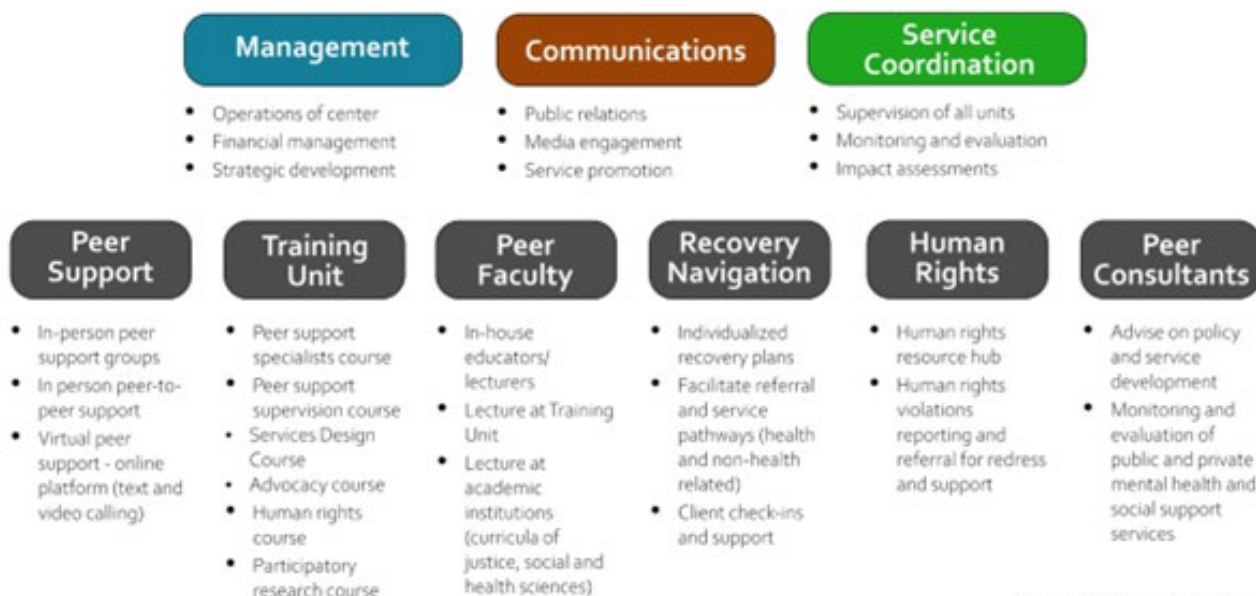 Management
Communications
Service
Coordination
• Operations of center
• Financial management
• Strategic development
• Public relations
• Media engagement
• Service promotion
• Supervision of all units
• Monitoring and evaluation
• Impact assessments
Peer
Support
Training
Unit
Peer
Faculty
Recovery
Navigation
Human
Rights
Peer
Consultants
• In-person peer
support groups
• In person peer-to-
peer support
• Virtual peer
support - online
platform (text and
video calling)
• Peer support
specialists course
• Peer support
supervision course
• Services Design
Course
• Advocacy course
• Human rights
course
• Participatory
research course
• In-house
educators/
lecturers
• Lecture at Training
Unit
• Lecture at
academic
institutions
(curricula of
justice, social and
health sciences)
• Individualized
recovery plans
• Facilitate referral
and service
pathways (health
and non-health
related)
• Client check-ins
and support
• Human rights
resource hub
• Human rights
violations
reporting and
referral for redress
and support
• Advise on policy
and service
development
• Monitoring and
evaluation of
public and private
mental health and
social support
services